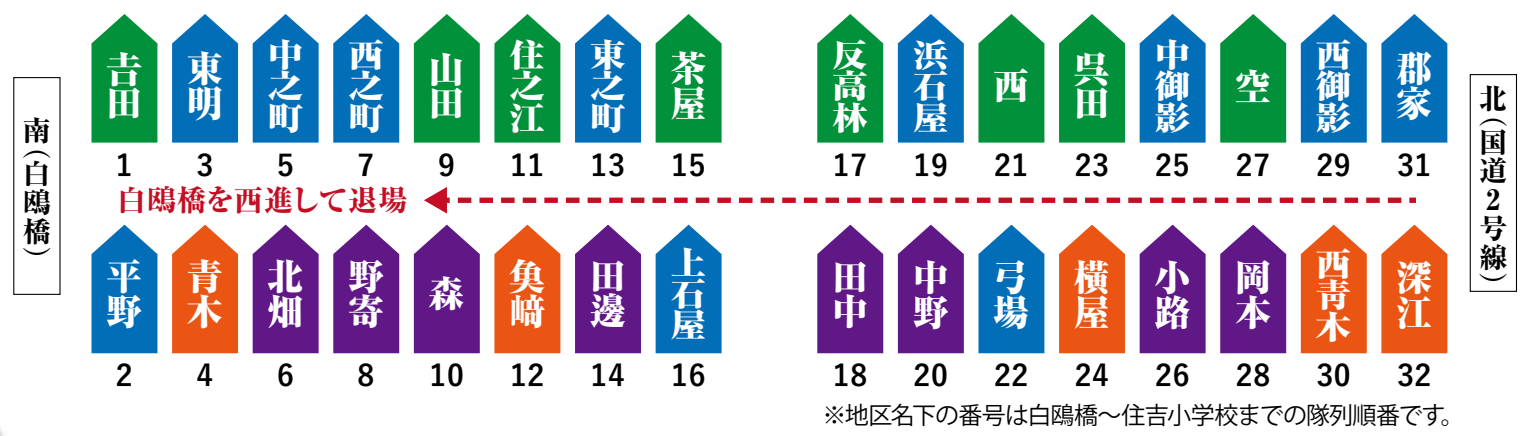 南(白鴎橋)
吉田
東明
中之町
西之町
山田
住之江
東之町
茶屋
反高林
浜石屋
西
呉田
中御影
空
西御影
郡家
北(国道2号線)
1 3 5 7 9 11 13 15 17 19 21 23 25 27 29 31
白鴎橋を西進して退場
平野
青木
北畑
野寄
森
魚﨑
田邊
上石屋
田中
中野
弓場
横屋
小路
岡本
西青木
深江
2 4 6 8 10 12 14 16 18 20 22 24 26 28 30 32
※地区名下の番号は白鴎橋〜住吉小学校までの隊列順番です。